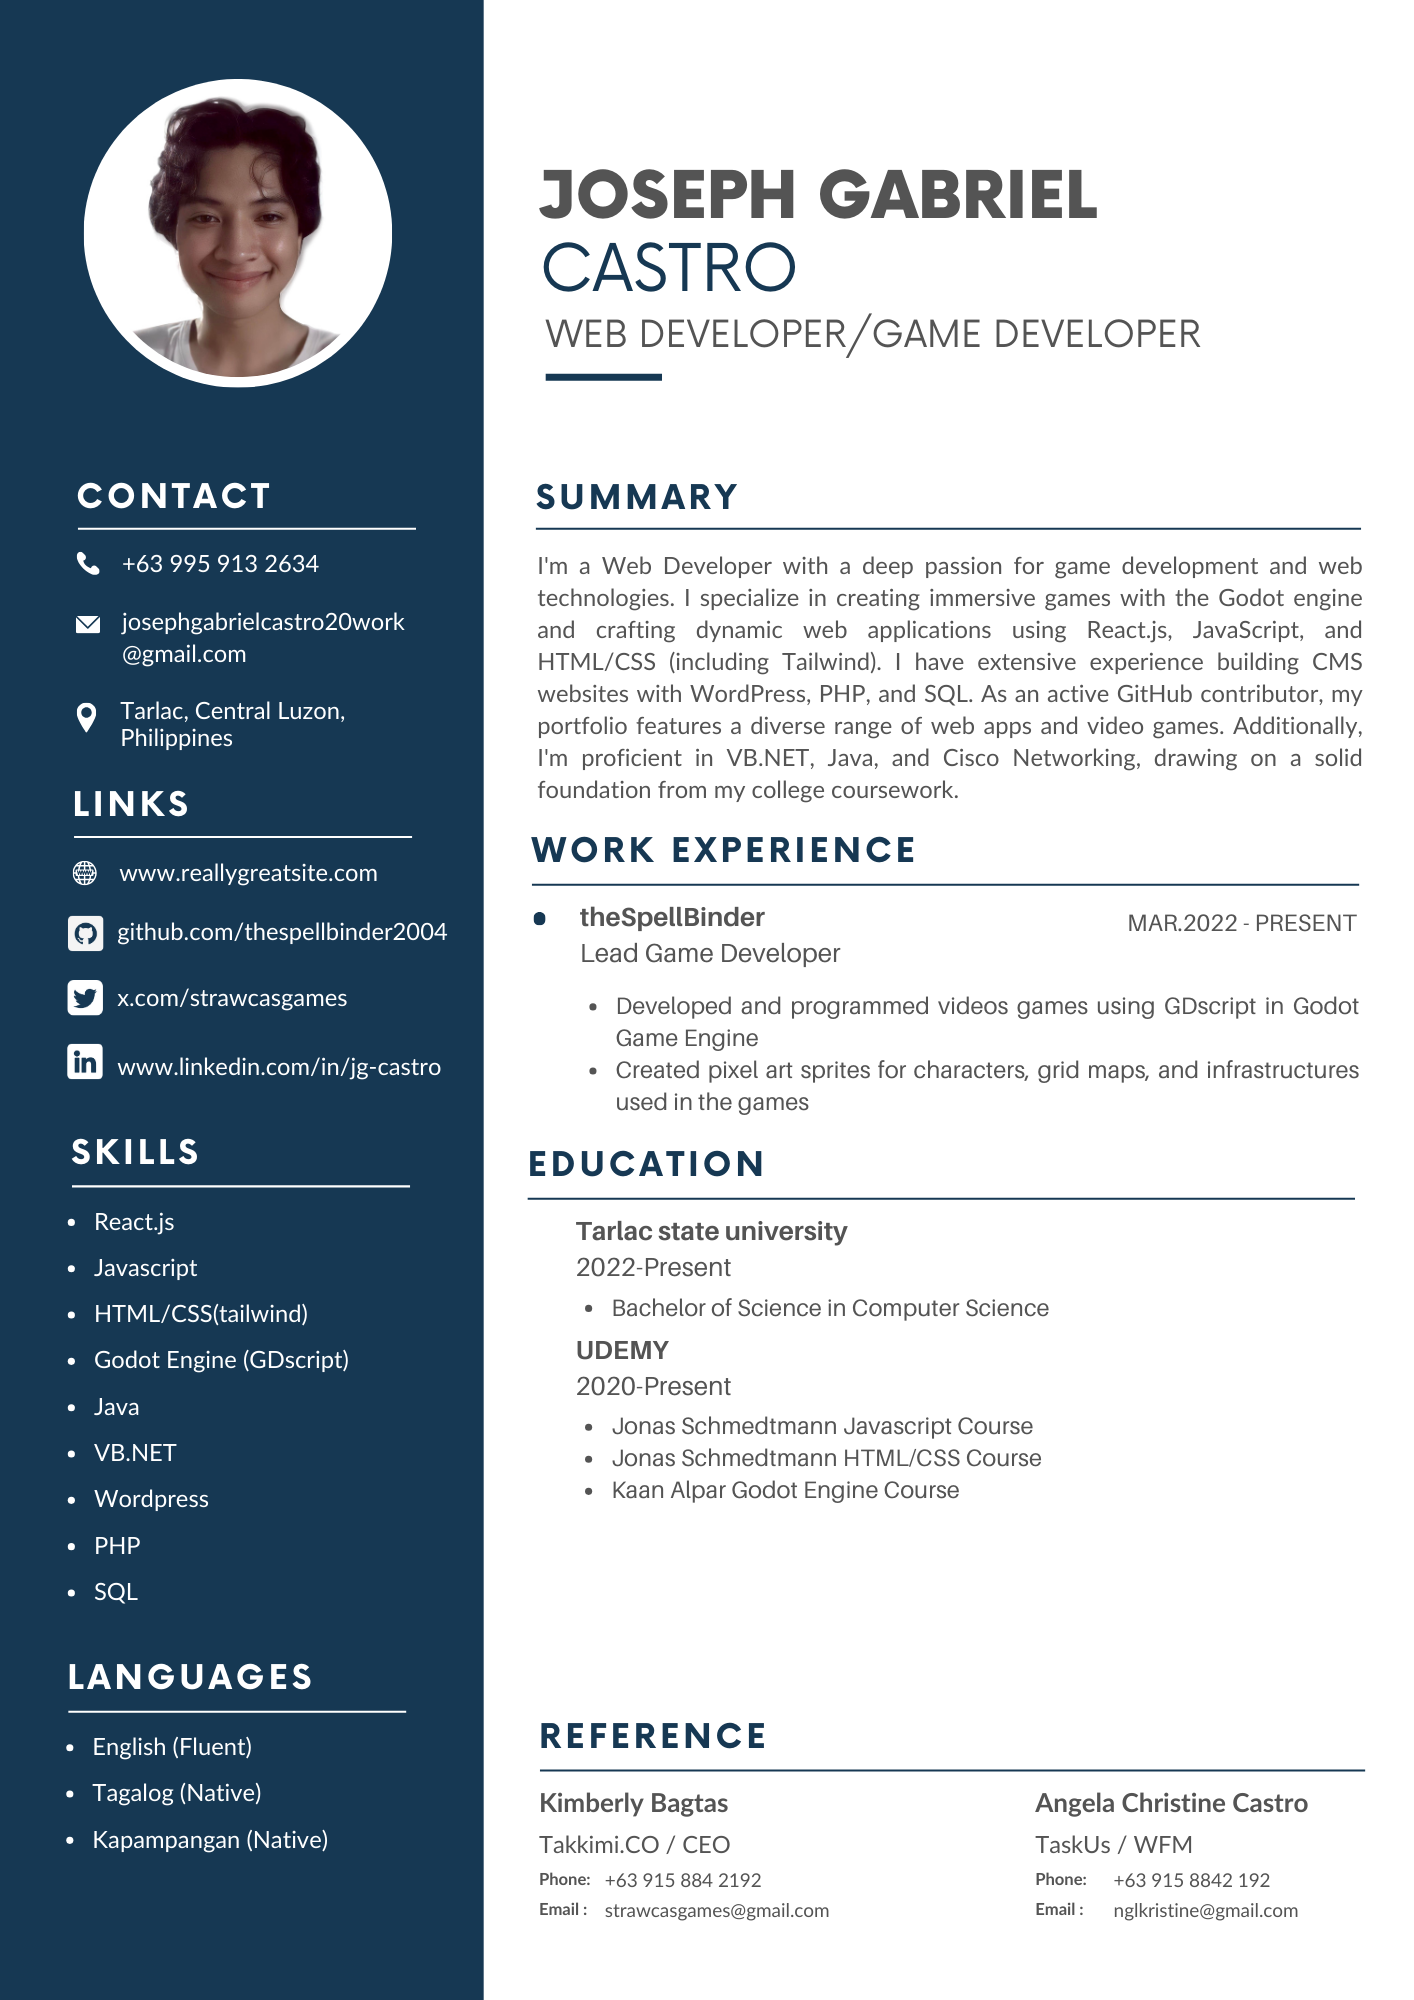 JOSEPH GABRIEL
CASTRO
WEB DEVELOPER/GAME DEVELOPER
CONTACT
+63 995 913 2634
josephgabrielcastro20work
@gmail.com
Tarlac, Central Luzon,
Philippines
LINKS
www.reallygreatsite.com
github.com/thespellbinder2004
x.com/strawcasgames
in
www.linkedin.com/in/jg-castro
SKILLS
• React.js
• Javascript
• HTML/CSS(tailwind)
• Godot Engine (GDscript)
• Java
• VB.NET
• Wordpress
• PHP
• SQL
LANGUAGES
• English (Fluent)
• Tagalog (Native)
• Kapampangan (Native)
SUMMARY
I'm a Web Developer with a deep passion for game development and web
technologies. I specialize in creating immersive games with the Godot engine
and crafting dynamic web applications using React.js, JavaScript, and
HTML/CSS (including Tailwind). I have extensive experience building CMS
websites with WordPress, PHP, and SQL. As an active GitHub contributor, my
portfolio features a diverse range of web apps and video games. Additionally,
I'm proficient in VB.NET, Java, and Cisco Networking, drawing on a solid
foundation from my college coursework.
WORK EXPERIENCE
• theSpellBinder MAR.2022 - PRESENT
Lead Game Developer
• Developed and programmed videos games using GDscript in Godot
Game Engine
• Created pixel art sprites for characters, grid maps, and infrastructures
used in the games
EDUCATION
Tarlac state university
2022-Present
• Bachelor of Science in Computer Science
UDEMY
2020-Present
• Jonas Schmedtmann Javascript Course
• Jonas Schmedtmann HTML/CSS Course
• Kaan Alpar Godot Engine Course
REFERENCE
Kimberly Bagtas
Takkimi.CO / CEO
Phone: +63 915 884 2192
Email : strawcasgames@gmail.com
Angela Christine Castro
TaskUs / WFM
Phone: +63 915 8842 192
Email : nglkristine@gmail.com